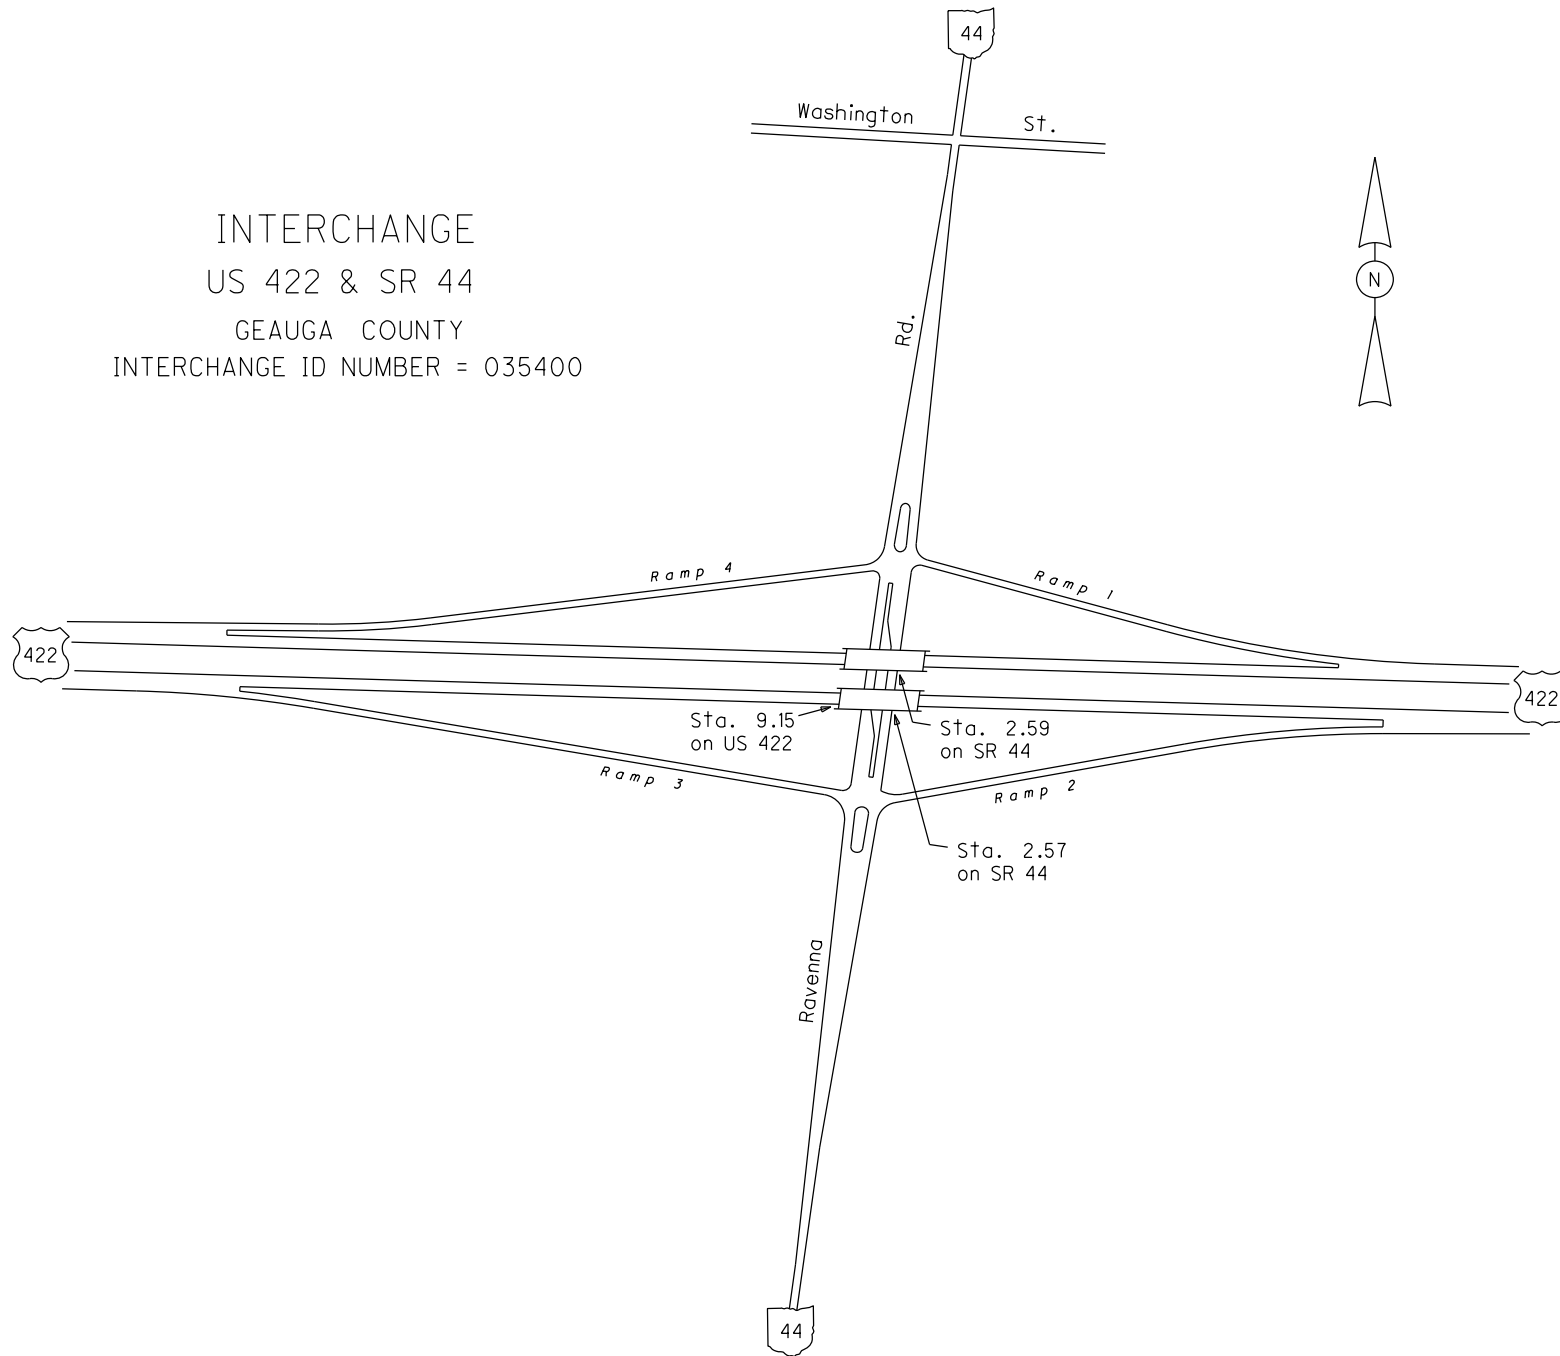 44
Washington St.
INTERCHANGE
US 422 & SR 44
GEAUGA COUNTY
INTERCHANGE ID NUMBER = 035400
N
Rd.
Ramp 4
Ramp 1
422
422
Sta. 9.15
on US 422
Sta. 2.59
on SR 44
Ramp 3
Ramp 2
Sta. 2.57
on SR 44
Ravenna
44